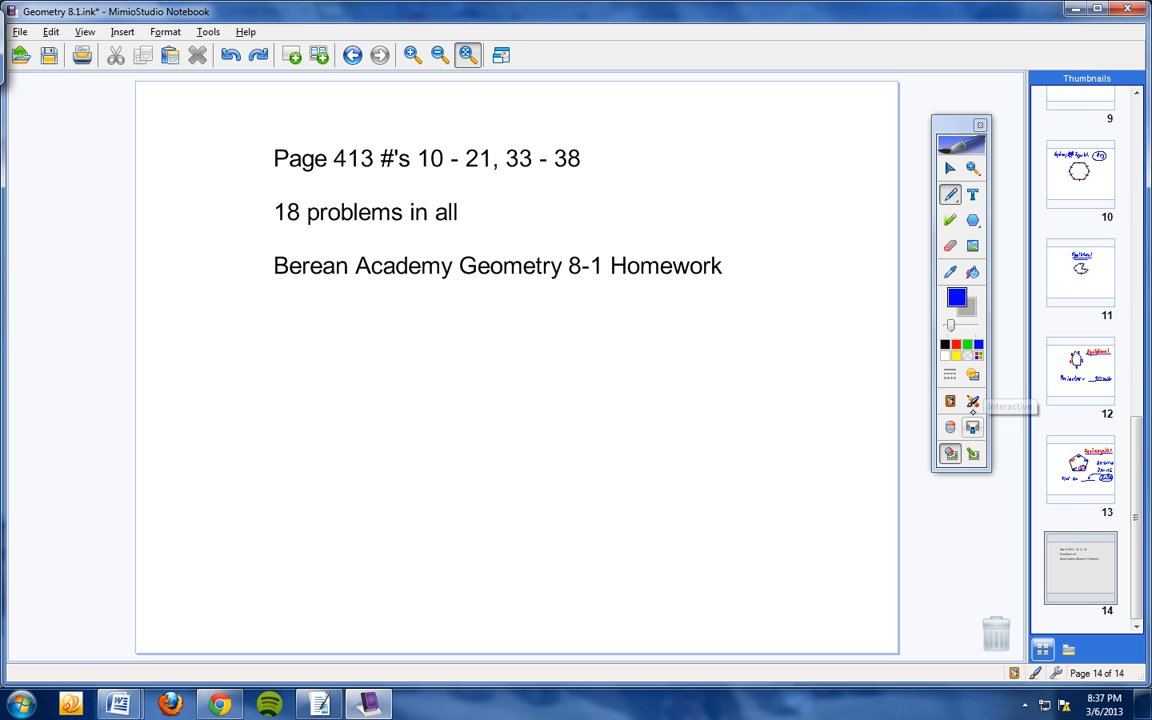 Geometry 8.1.ink* - MimioStudio Notebook
File Edit View Insert Format Tools Help
Thumbnails
Page 413 #'s 10 - 21, 33 - 38
18 problems in all
Berean Academy Geometry 8-1 Homework
Interactive
9
10
11
12
13
14
Page 14 of 14
8:37 PM
3/6/2013